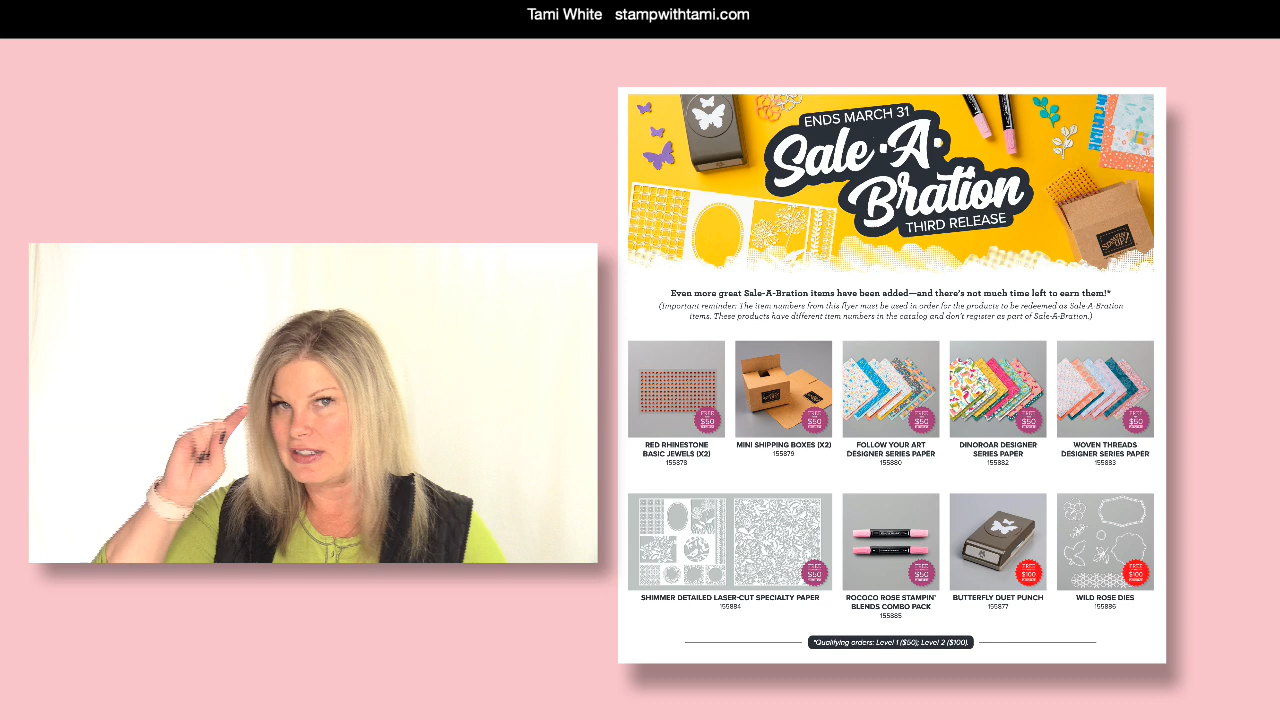 Tami White stampwithtami.com
ENDS MARCH 31
Sale·A·
Bration
THIRD RELEASE
Even more great Sale-A-Bration items have been added—and there's not much time left to earn them!*
(Important reminder: The item numbers from this flyer must be used in order for the products to be redeemed as Sale-A-Bration
items. These products have different item numbers in the catalog and don't register as part of Sale-A-Bration.)
FREE $50
FREE $50
FREE $50
FREE $50
FREE $50
RED RHINESTONE
BASIC JEWELS (X2)
155878
MINI SHIPPING BOXES (X2)
155879
FOLLOW YOUR ART
DESIGNER SERIES PAPER
155880
DINOROAR DESIGNER
SERIES PAPER
155882
WOVEN THREADS
DESIGNER SERIES PAPER
155883
FREE $50
FREE $50
FREE $100
FREE $100
SHIMMER DETAILED LASER-CUT SPECIALTY PAPER
155884
ROCOCO ROSE STAMPIN'
BLENDS COMBO PACK
155885
BUTTERFLY DUET PUNCH
155877
WILD ROSE DIES
155886
*Qualifying orders: Level 1 ($50); Level 2 ($100).